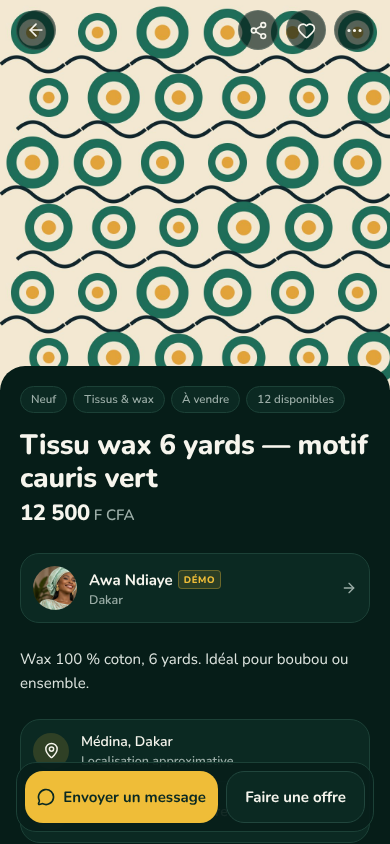 Neuf
Tissus & wax
À vendre
12 disponibles
Tissu wax 6 yards — motif
cauris vert
12 500 F CFA
Awa Ndiaye DÉMO
Dakar
Wax 100 % coton, 6 yards. Idéal pour boubou ou
ensemble.
Médina, Dakar
Localisation approximative
Envoyer un message
Faire une offre